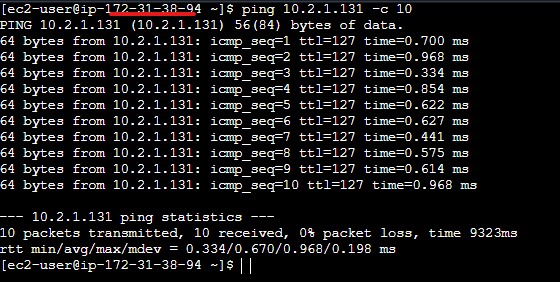 [ec2-user@ip-172-31-38-94 ~]$ ping 10.2.1.131 -c 10
PING 10.2.1.131 (10.2.1.131) 56(84) bytes of data.
64 bytes from 10.2.1.131: icmp_seq=1 ttl=127 time=0.700 ms
64 bytes from 10.2.1.131: icmp_seq=2 ttl=127 time=0.968 ms
64 bytes from 10.2.1.131: icmp_seq=3 ttl=127 time=0.334 ms
64 bytes from 10.2.1.131: icmp_seq=4 ttl=127 time=0.854 ms
64 bytes from 10.2.1.131: icmp_seq=5 ttl=127 time=0.622 ms
64 bytes from 10.2.1.131: icmp_seq=6 ttl=127 time=0.627 ms
64 bytes from 10.2.1.131: icmp_seq=7 ttl=127 time=0.441 ms
64 bytes from 10.2.1.131: icmp_seq=8 ttl=127 time=0.575 ms
64 bytes from 10.2.1.131: icmp_seq=9 ttl=127 time=0.614 ms
64 bytes from 10.2.1.131: icmp_seq=10 ttl=127 time=0.968 ms
--- 10.2.1.131 ping statistics ---
10 packets transmitted, 10 received, 0% packet loss, time 9323ms
rtt min/avg/max/mdev = 0.334/0.670/0.968/0.198 ms
[ec2-user@ip-172-31-38-94 ~]$